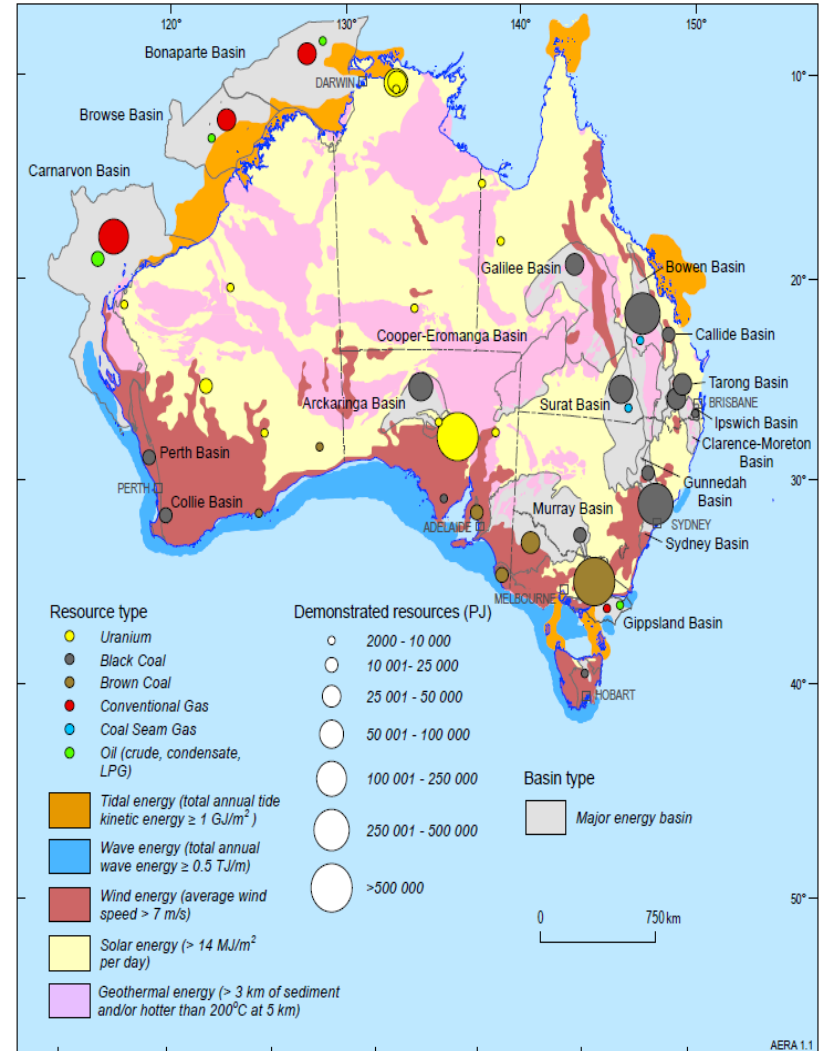 120°
130°
140°
150°
Bonaparte Basin
DARWIN
10°
Browse Basin
Carnarvon Basin
Galilee Basin
Bowen Basin
20°
Cooper-Eromanga Basin
Callide Basin
Arckaringa Basin
Surat Basin
Tarong Basin
BRISBANE
Ipswich Basin
Clarence-Moreton
Basin
Perth Basin
Gunnedah
Basin
30°
PERTH
Collie Basin
Murray Basin
ADELAIDE
SYDNEY
Sydney Basin
MELBOURNE
Gippsland Basin
40°
HOBART
50°
Resource type
Uranium
Black Coal
Brown Coal
Conventional Gas
Coal Seam Gas
Oil (crude, condensate,
LPG)
Tidal energy (total annual tide
kinetic energy ≥ 1 GJ/m²)
Wave energy (total annual
wave energy ≥ 0.5 TJ/m)
Wind energy (average wind
speed > 7 m/s)
Solar energy (> 14 MJ/m²
per day)
Geothermal energy (> 3 km of sediment
and/or hotter than 200°C at 5 km)
Demonstrated resources (PJ)
2000 - 10 000
10 001- 25 000
25 001 - 50 000
50 001 - 100 000
100 001 - 250 000
250 001 - 500 000
>500 000
Basin type
Major energy basin
0
750 km
AERA 1.1